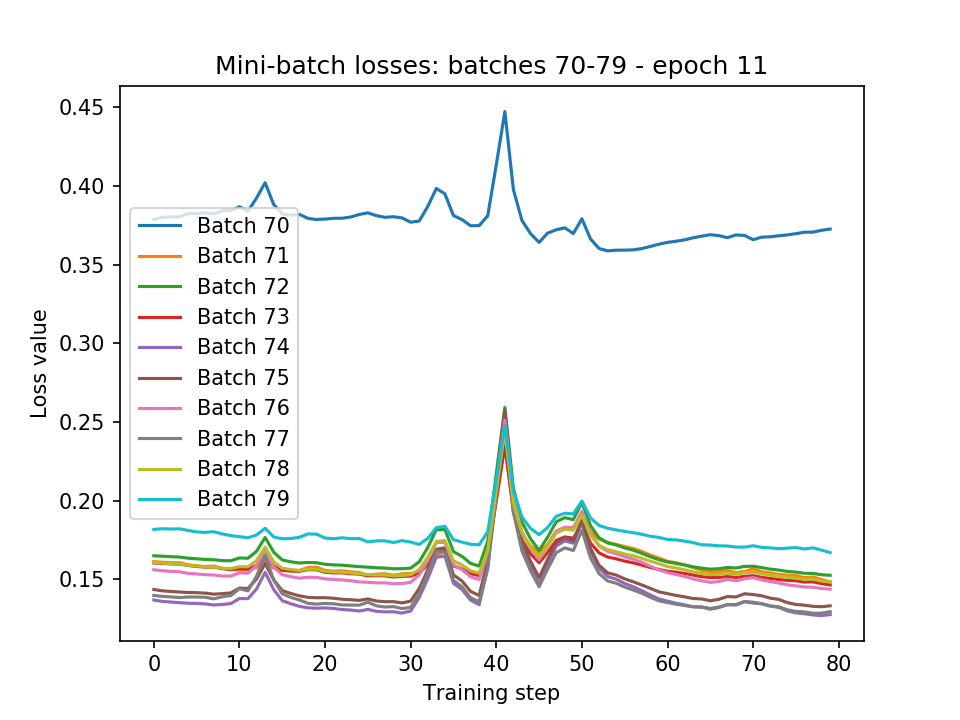 Mini-batch losses: batches 70-79 - epoch 11
Loss value
0.45
0.40
0.35
0.30
0.25
0.20
0.15
Batch 70
Batch 71
Batch 72
Batch 73
Batch 74
Batch 75
Batch 76
Batch 77
Batch 78
Batch 79
0 10 20 30 40 50 60 70 80
Training step